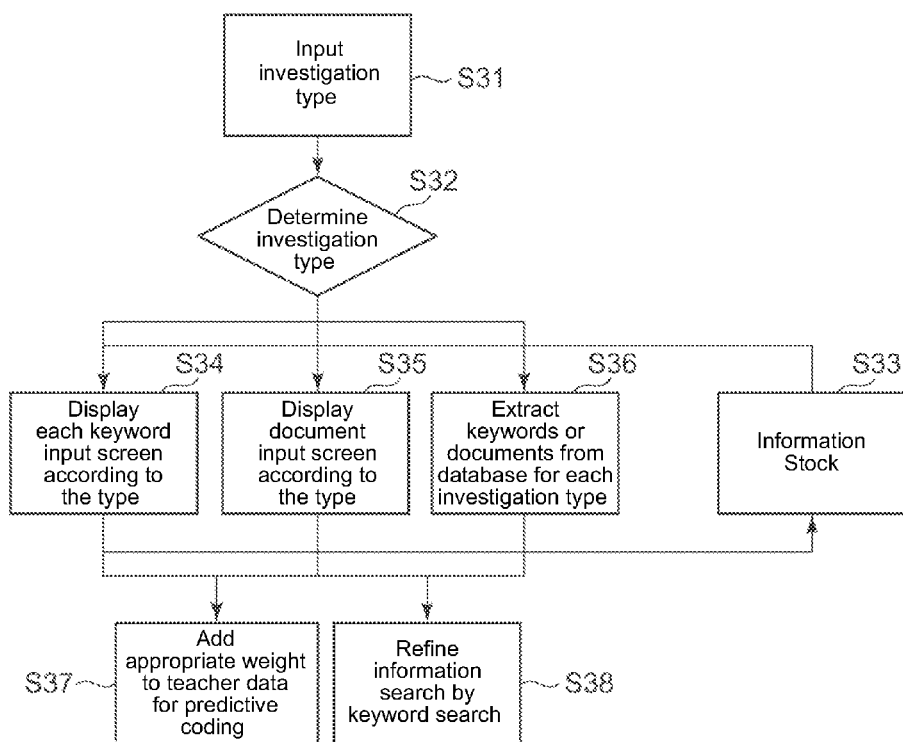 Input
investigation
type
S31
S32
Determine
investigation
type
S34
S35
S36
S33
Display
each keyword
input screen
according to
the type
Display
document
input screen
according to
the type
Extract
keywords or
documents from
database for each
investigation type
Information
Stock
Add
appropriate weight
to teacher data
for predictive
coding
S37
Refine
information
search by
keyword search
S38